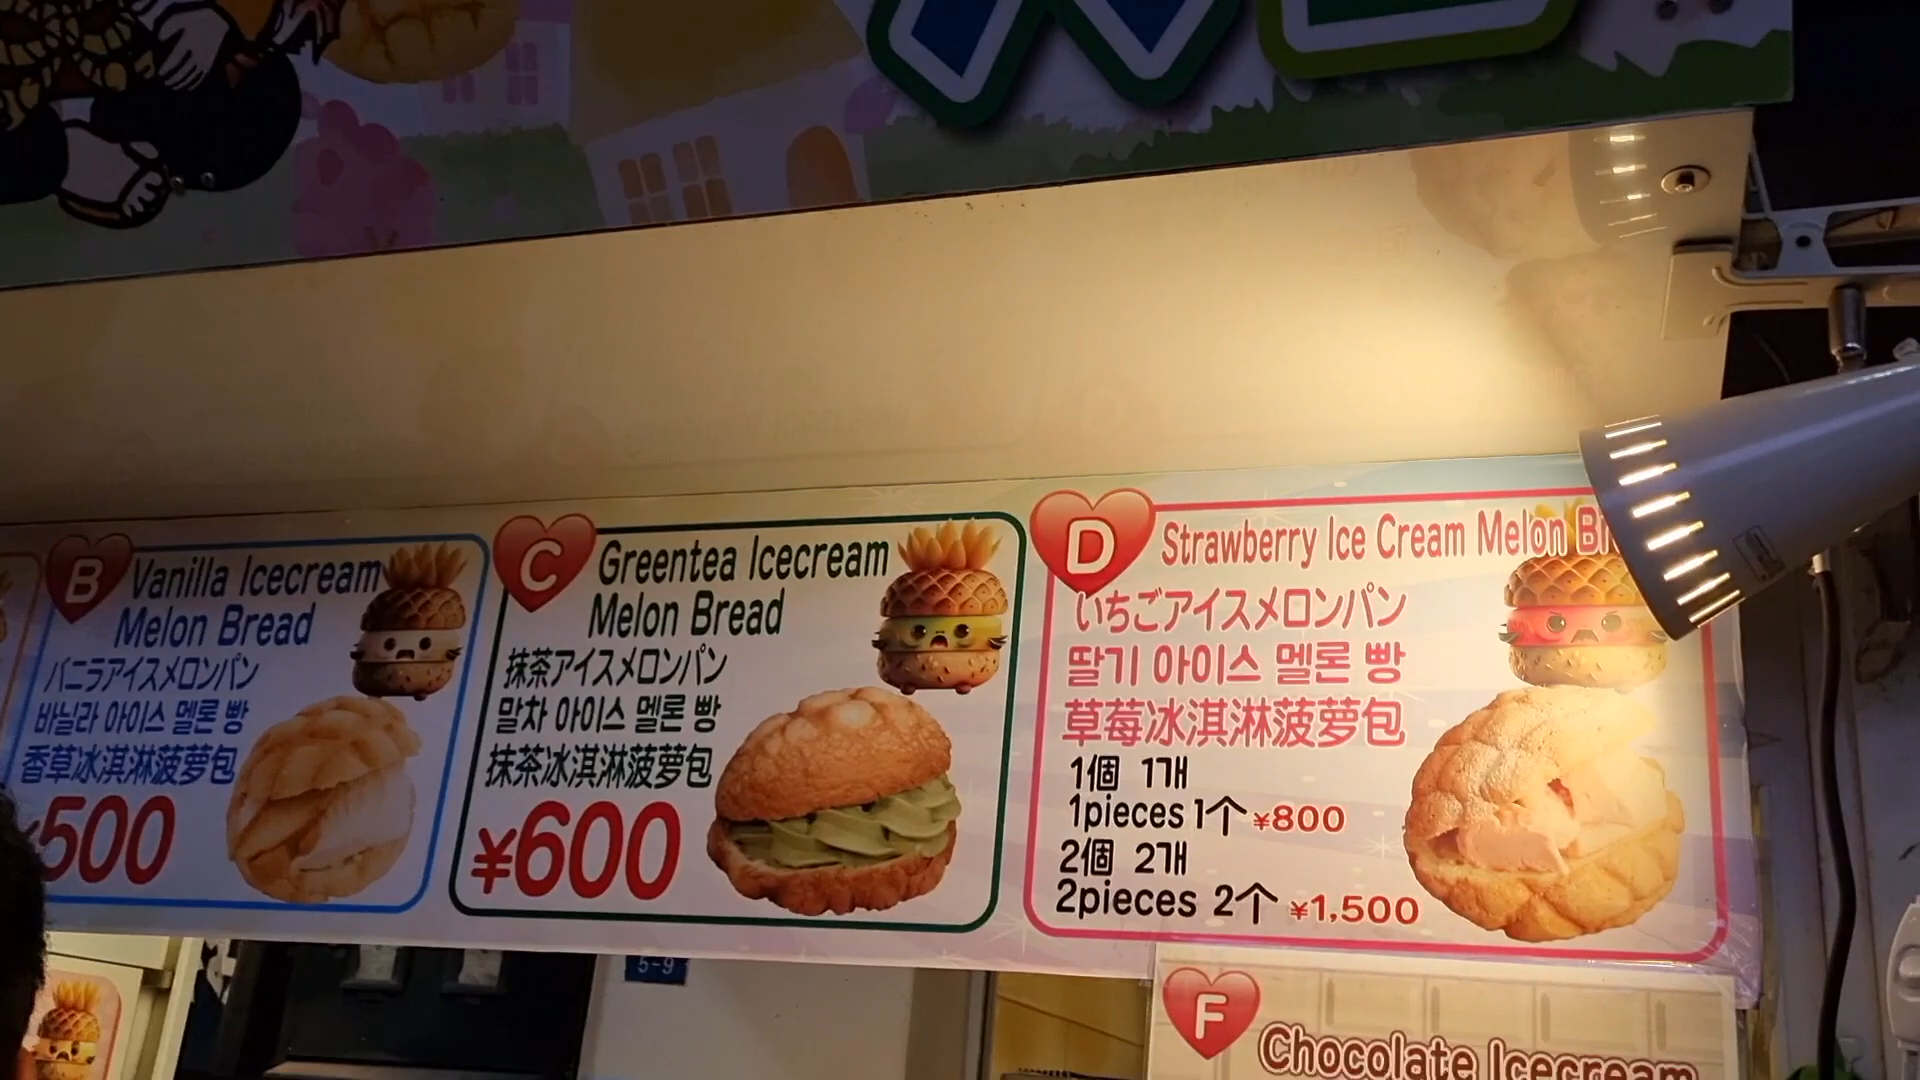 B
Vanilla Icecream
Melon Bread
バニラアイスメロンパン
바닐라 아이스 멜론 빵
香草冰淇淋菠萝包
¥500
C
Greentea Icecream
Melon Bread
抹茶アイスメロンパン
말차 아이스 멜론 빵
抹茶冰淇淋菠萝包
¥600
D
Strawberry Ice Cream Melon
いちごアイスメロンパン
딸기 아이스 멜론 빵
草莓冰淇淋菠萝包
1個 1개
1pieces 1个 ¥800
2個 2개
2pieces 2个 ¥1,500
5-9
F
Chocolate Icecream